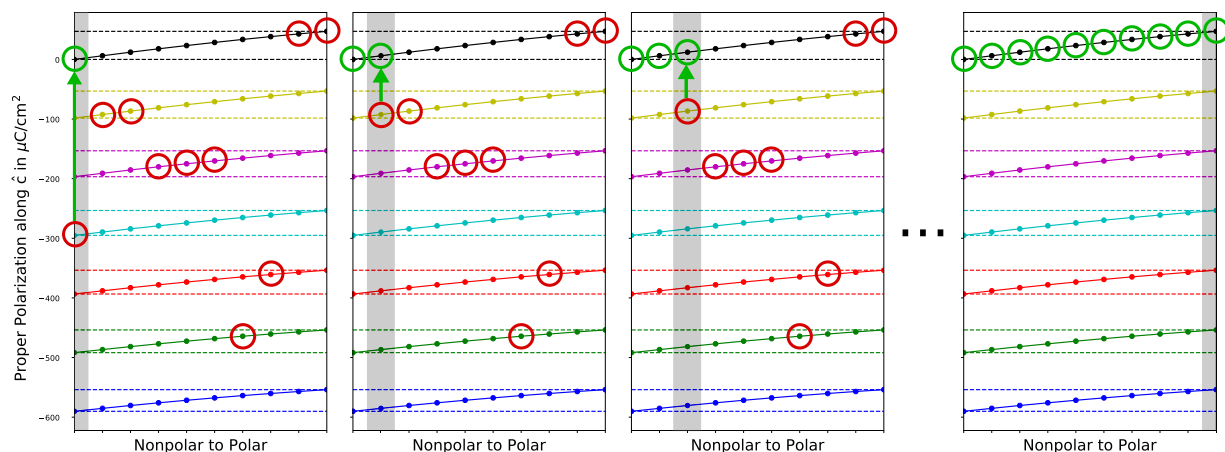 Proper Polarization along ĉ in μC/cm²
0
−100
−200
−300
−400
−500
−600
Nonpolar to Polar
Nonpolar to Polar
Nonpolar to Polar
...
Nonpolar to Polar